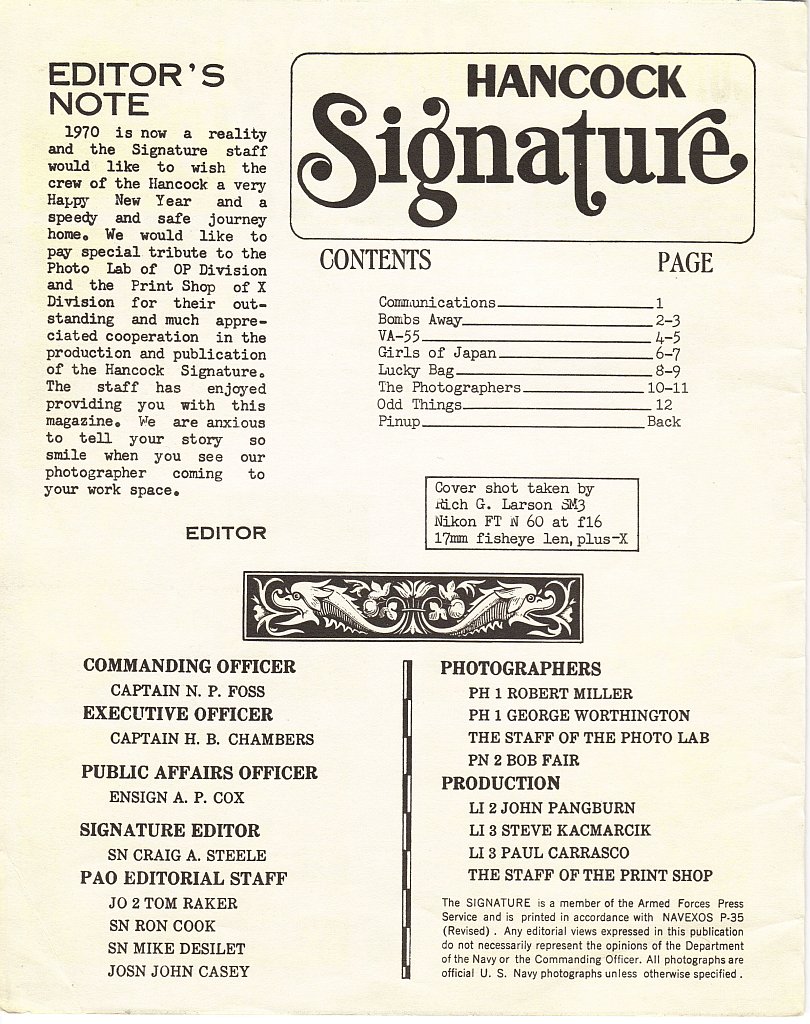 EDITOR'S
NOTE
1970 is now a reality
and the Signature staff
would like to wish the
crew of the Hancock a very
Happy New Year and a
speedy and safe journey
home. We would like to
pay special tribute to the
Photo Lab of OP Division
and the Print Shop of X
Division for their out-
standing and much appre-
ciated cooperation in the
production and publication
of the Hancock Signature.
The staff has enjoyed
providing you with this
magazine. We are anxious
to tell your story so
smile when you see our
photographer coming to
your work space.
EDITOR
HANCOCK
Signature
CONTENTS PAGE
Communications 1
Bombs Away 2-3
VA-55 4-5
Girls of Japan 6-7
Lucky Bag 8-9
The Photographers 10-11
Odd Things 12
Pinup Back
Cover shot taken by
Rich G. Larson SM3
Nikon FT N 60 at f16
17mm fisheye len, plus-X
COMMANDING OFFICER
CAPTAIN N. P. FOSS
EXECUTIVE OFFICER
CAPTAIN H. B. CHAMBERS
PUBLIC AFFAIRS OFFICER
ENSIGN A. P. COX
SIGNATURE EDITOR
SN CRAIG A. STEELE
PAO EDITORIAL STAFF
JO 2 TOM RAKER
SN RON COOK
SN MIKE DESILET
JOSN JOHN CASEY
PHOTOGRAPHERS
PH 1 ROBERT MILLER
PH 1 GEORGE WORTHINGTON
THE STAFF OF THE PHOTO LAB
PN 2 BOB FAIR
PRODUCTION
LI 2 JOHN PANGBURN
LI 3 STEVE KACMARCIK
LI 3 PAUL CARRASCO
THE STAFF OF THE PRINT SHOP
The SIGNATURE is a member of the Armed Forces Press
Service and is printed in accordance with NAVEXOS P-35
(Revised). Any editorial views expressed in this publication
do not necessarily represent the opinions of the Department
of the Navy or the Commanding Officer. All photographs are
official U. S. Navy photographs unless otherwise specified.